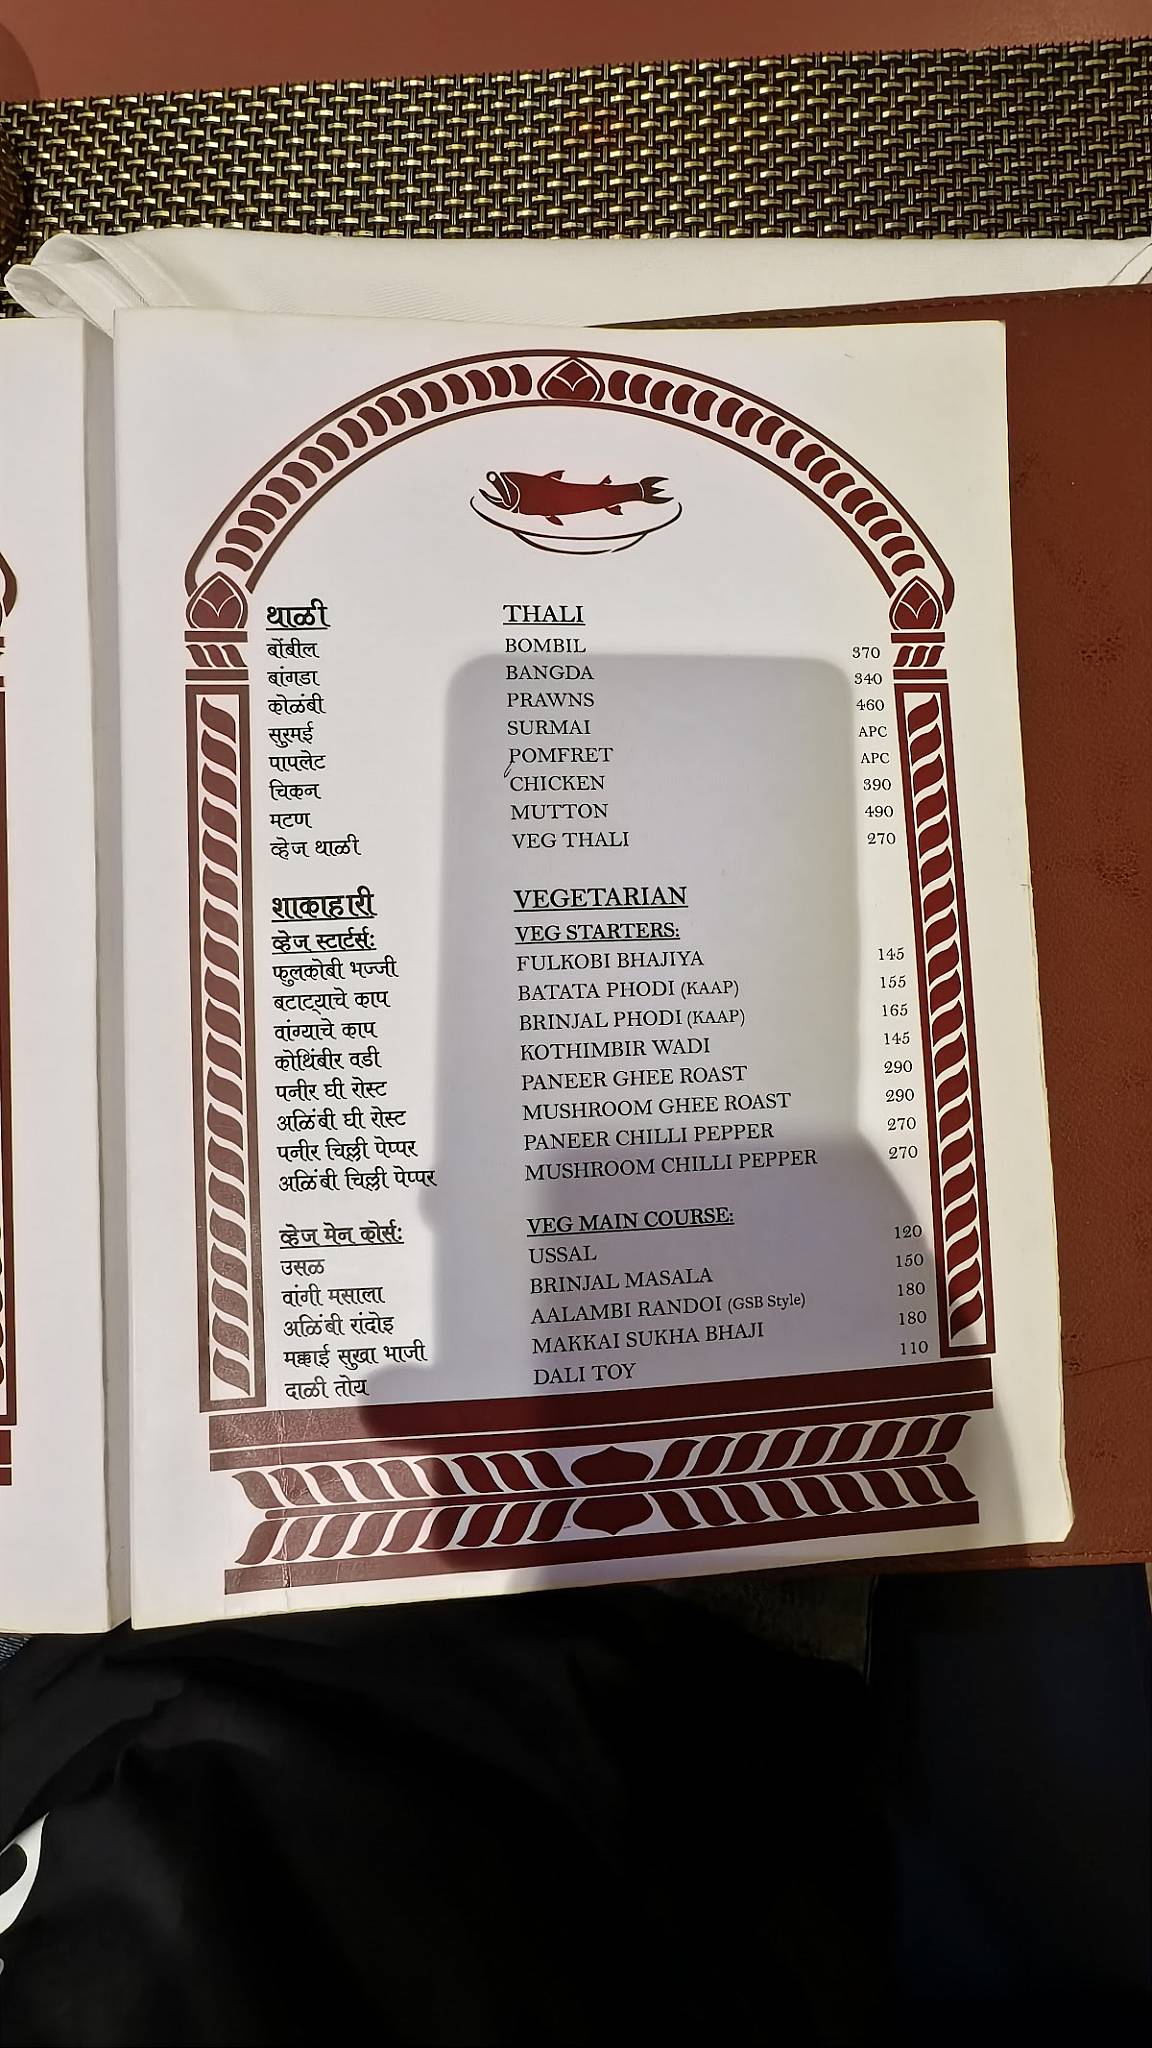 थाळी THALI
बोंबील BOMBIL 370
बांगडा BANGDA 340
कोळंबी PRAWNS 460
सुरमई SURMAI APC
पापलेट POMFRET APC
चिकन CHICKEN 390
मटण MUTTON 490
व्हेज थाळी VEG THALI 270
शाकाहारी VEGETARIAN
व्हेज स्टार्टर्स: VEG STARTERS:
फुलकोबी भज्जी FULKOBI BHAJIYA 145
बटाट्याचे काप BATATA PHODI (KAAP) 155
वांग्याचे काप BRINJAL PHODI (KAAP) 165
कोथिंबीर वडी KOTHIMBIR WADI 145
पनीर घी रोस्ट PANEER GHEE ROAST 290
अळिंबी घी रोस्ट MUSHROOM GHEE ROAST 290
पनीर चिल्ली पेप्पर PANEER CHILLI PEPPER 270
अळिंबी चिल्ली पेप्पर MUSHROOM CHILLI PEPPER 270
व्हेज मेन कोर्स: VEG MAIN COURSE:
उसळ USSAL 120
वांगी मसाला BRINJAL MASALA 150
अळिंबी रांदोइ AALAMBI RANDOI (GSB Style) 180
मक्काई सुखा भाजी MAKKAI SUKHA BHAJI 180
दाळी तोय DALI TOY 110